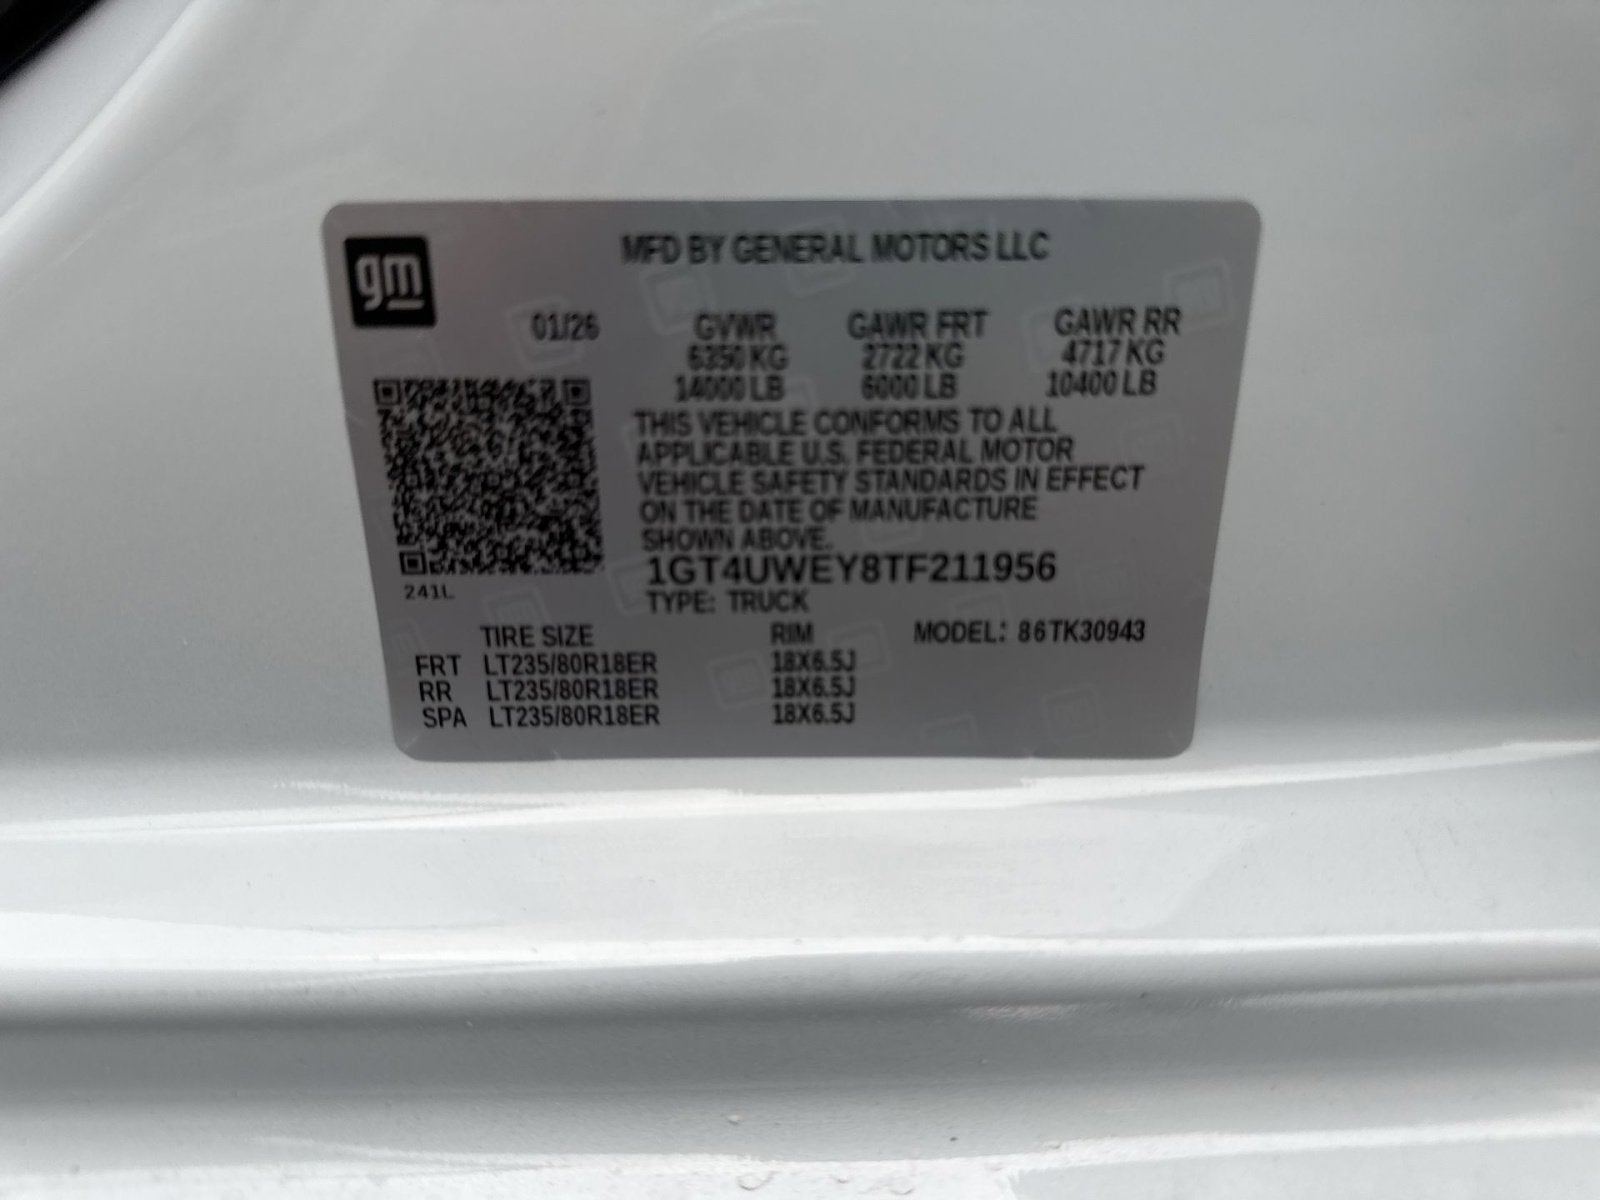 gm
MFD BY GENERAL MOTORS LLC
01/26 GVWR GAWR FRT GAWR RR
6350 KG 2722 KG 4717 KG
14000 LB 6000 LB 10400 LB
THIS VEHICLE CONFORMS TO ALL
APPLICABLE U.S. FEDERAL MOTOR
VEHICLE SAFETY STANDARDS IN EFFECT
ON THE DATE OF MANUFACTURE
SHOWN ABOVE.
1GT4UWEY8TF211956
241L
TYPE: TRUCK
TIRE SIZE RIM MODEL: 86TK30943
FRT LT235/80R18ER 18X6.5J
RR LT235/80R18ER 18X6.5J
SPA LT235/80R18ER 18X6.5J